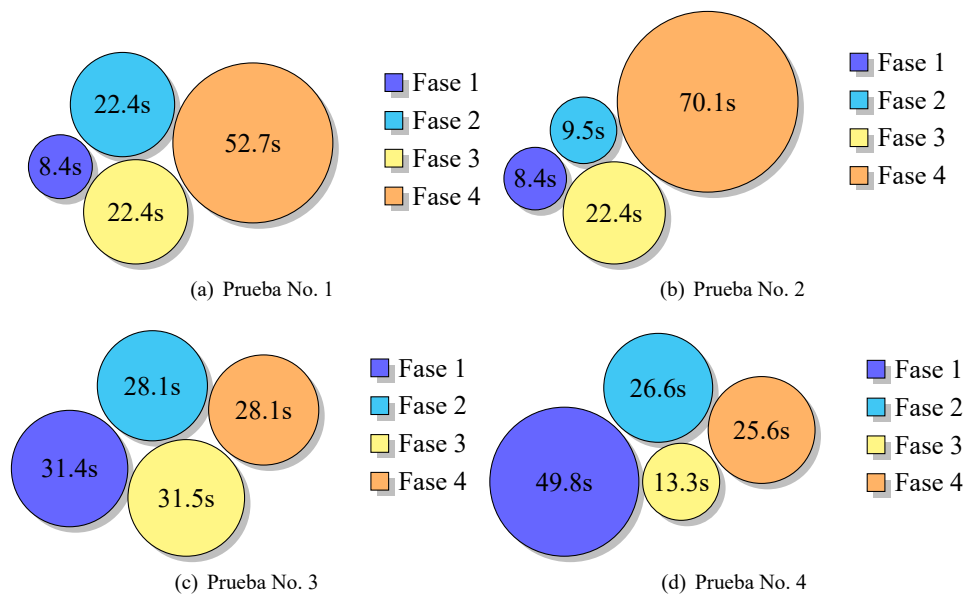 22.4s
52.7s
8.4s
22.4s
Fase 1
Fase 2
Fase 3
Fase 4
(a) Prueba No. 1
70.1s
9.5s
8.4s
22.4s
Fase 1
Fase 2
Fase 3
Fase 4
(b) Prueba No. 2
28.1s
28.1s
31.4s
31.5s
Fase 1
Fase 2
Fase 3
Fase 4
(c) Prueba No. 3
26.6s
25.6s
49.8s
13.3s
Fase 1
Fase 2
Fase 3
Fase 4
(d) Prueba No. 4